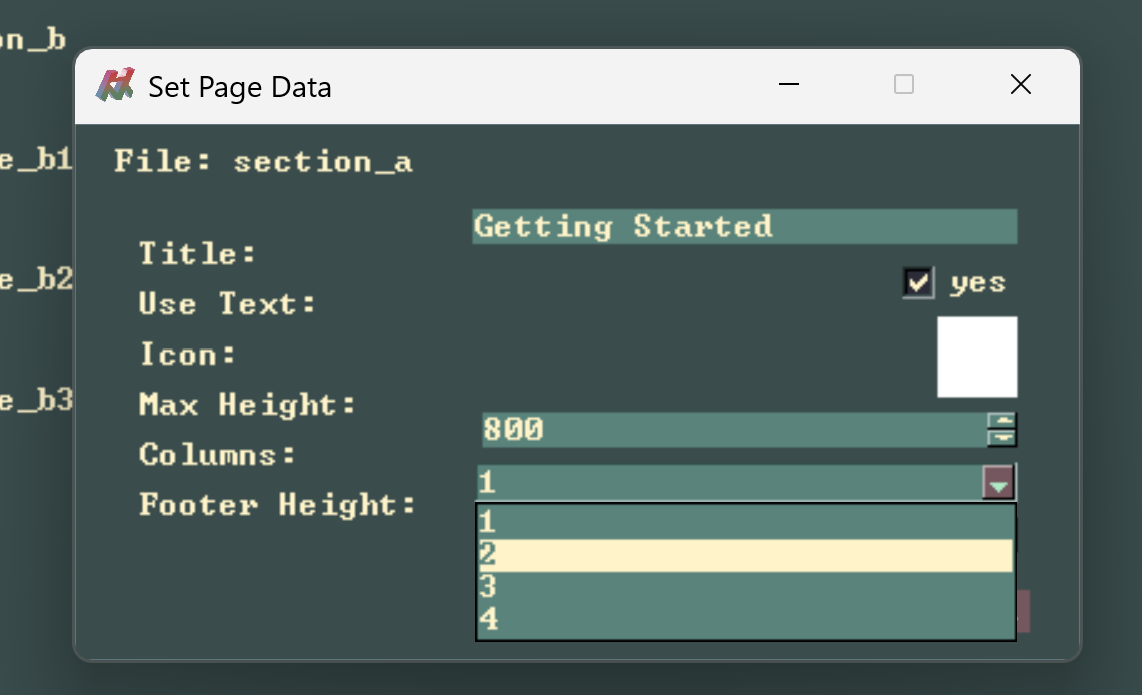 on_b
Set Page Data
e_b1
File: section_a
Getting Started
Title:
e_b2
yes
Use Text:
Icon:
e_b3
Max Height:
800
Columns:
1
Footer Height:
1
2
3
4